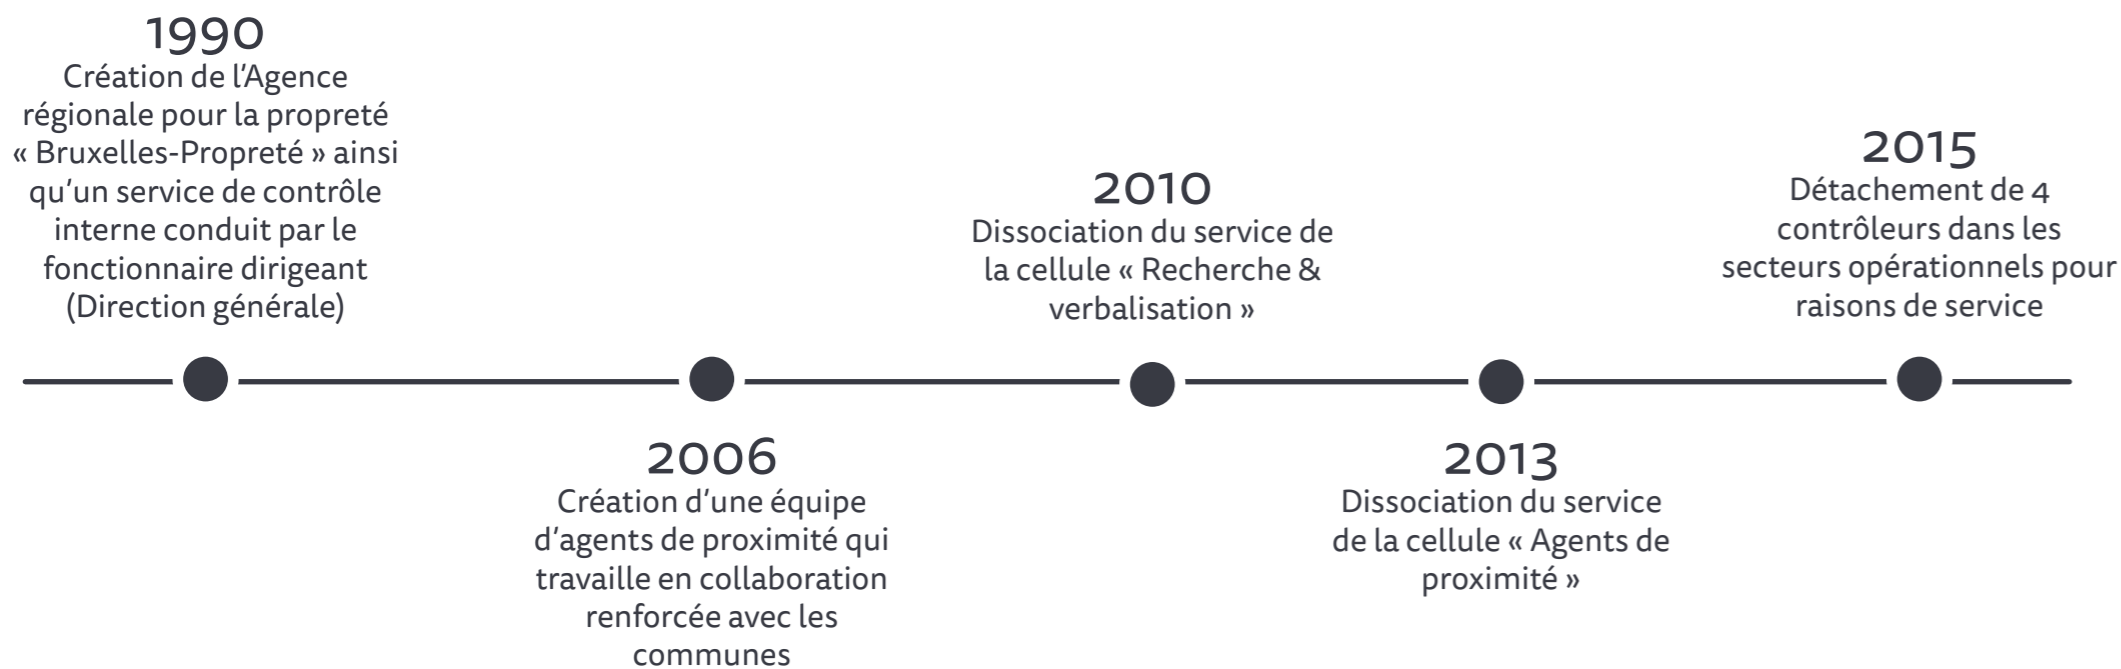 1990
Création de l’Agence
régionale pour la propreté
« Bruxelles-Propreté » ainsi
qu’un service de contrôle
interne conduit par le
fonctionnaire dirigeant
(Direction générale)
2006
Création d’une équipe
d’agents de proximité qui
travaille en collaboration
renforcée avec les
communes
2010
Dissociation du service de
la cellule « Recherche &
verbalisation »
2013
Dissociation du service
de la cellule « Agents de
proximité »
2015
Détachement de 4
contrôleurs dans les
secteurs opérationnels pour
raisons de service